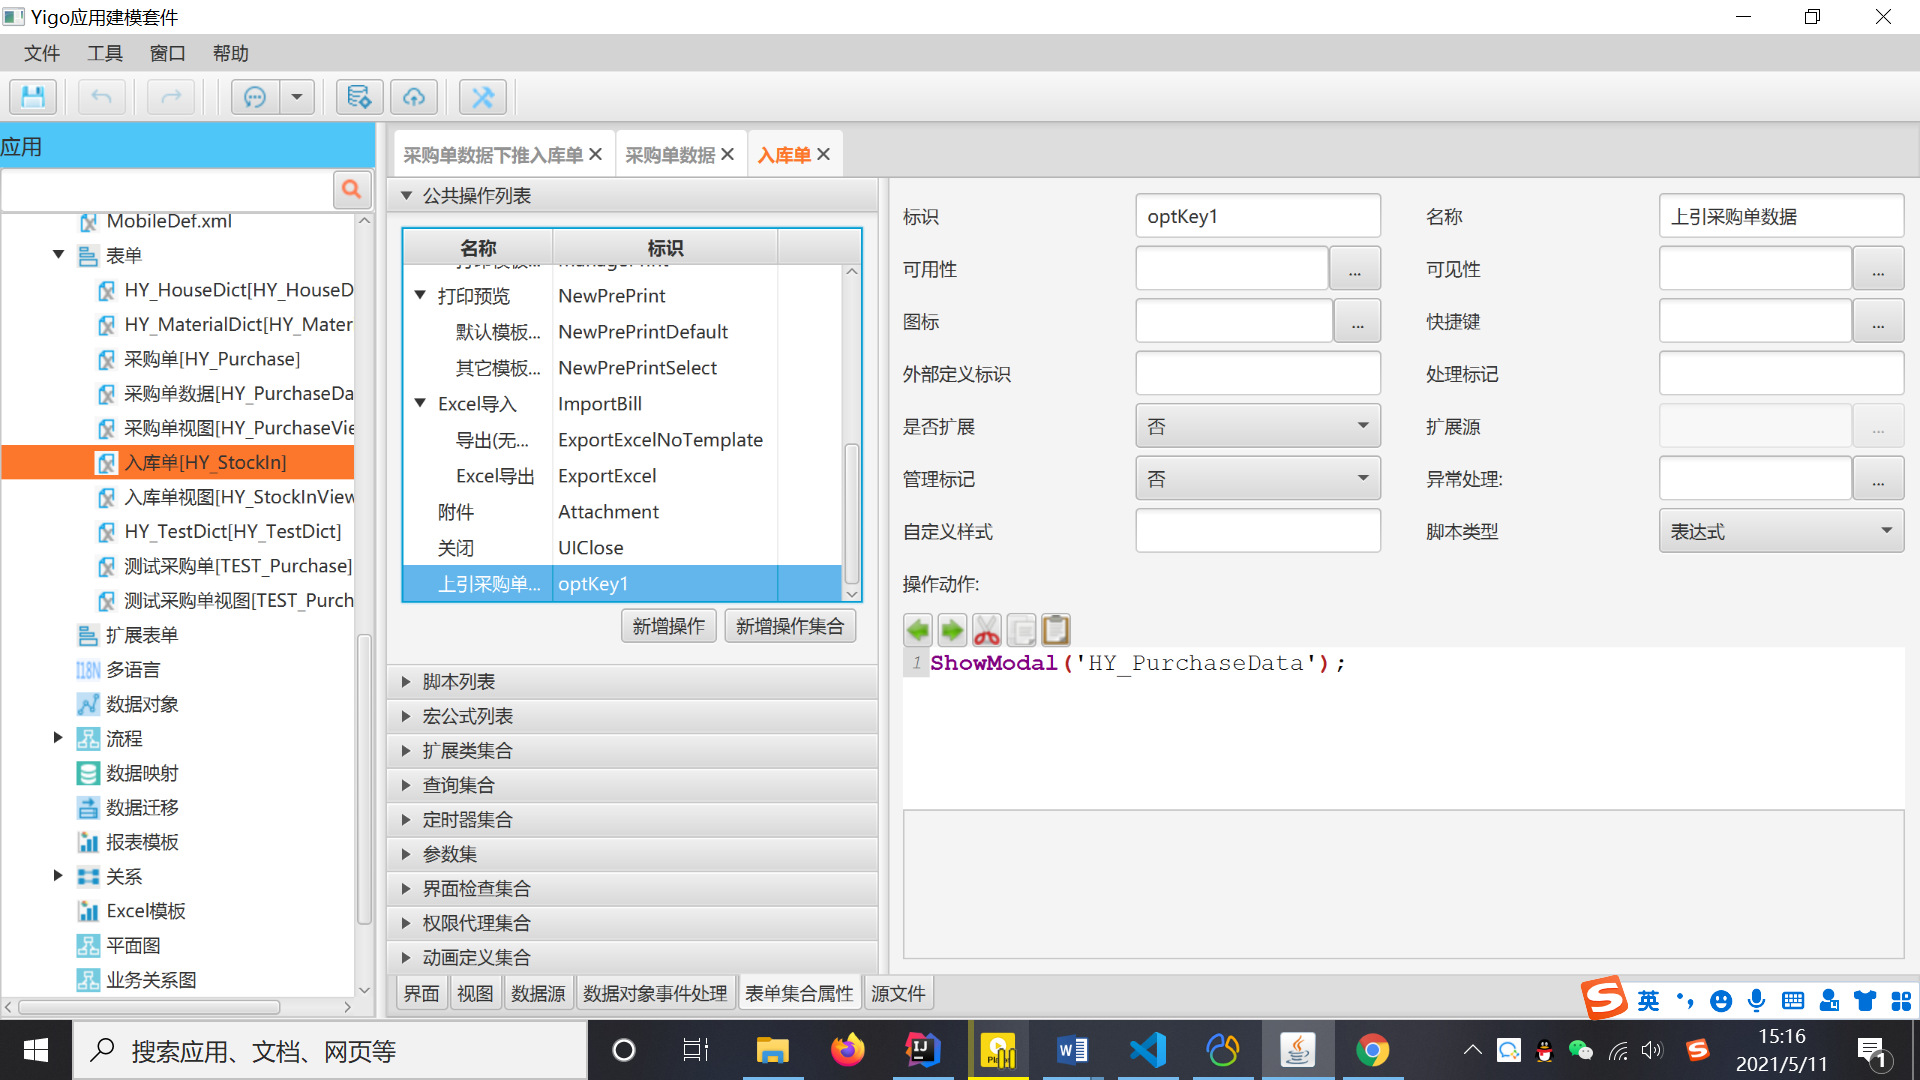 Yigo应用建模套件
文件 工具 窗口 帮助
应用
MobileDef.xml
表单
HY_HouseDict[HY_HouseD
HY_MaterialDict[HY_Mater
采购单[HY_Purchase]
采购单数据[HY_PurchaseDa
采购单视图[HY_PurchaseVie
入库单[HY_StockIn]
入库单视图[HY_StockInView
HY_TestDict[HY_TestDict]
测试采购单[TEST_Purchase]
测试采购单视图[TEST_Purch
扩展表单
I18N 多语言
数据对象
流程
数据映射
数据迁移
报表模板
关系
Excel模板
平面图
业务关系图
采购单数据下推入库单 采购单数据 入库单
公共操作列表
名称 标识
打印预览 NewPrePrint
默认模板... NewPrePrintDefault
其它模板... NewPrePrintSelect
Excel导入 ImportBill
导出(无... ExportExcelNoTemplate
Excel导出 ExportExcel
附件 Attachment
关闭 UIClose
上引采购单... optKey1
新增操作 新增操作集合
脚本列表
宏公式列表
扩展类集合
查询集合
定时器集合
参数集
界面检查集合
权限代理集合
动画定义集合
界面 视图 数据源 数据对象事件处理 表单集合属性 源文件
标识 optKey1 名称 上引采购单数据
可用性 ... 可见性 ...
图标 ... 快捷键 ...
外部定义标识 处理标记
是否扩展 否 扩展源 ...
管理标记 否 异常处理: ...
自定义样式 脚本类型 表达式
操作动作:
1 ShowModal('HY_PurchaseData');
英
搜索应用、文档、网页等
15:16
2021/5/11
1